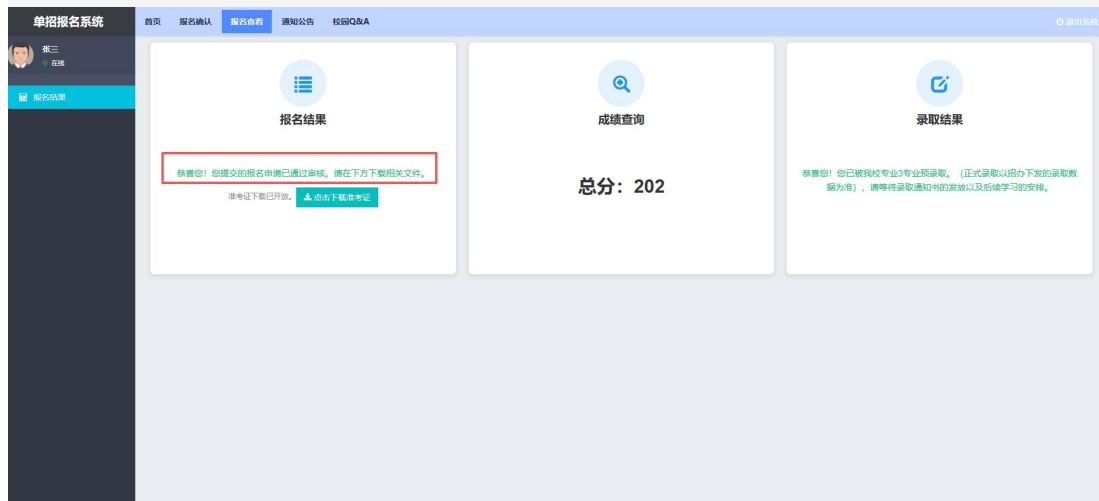 单招报名系统
首页 报名确认 报名查看 通知公告 校园Q&A
退出系统
张三
在线
报名结果
报名结果
恭喜您！您提交的报名申请已通过审核。请在下方下载相关文件。
准考证下载已开放。 点击下载准考证
成绩查询
总分：202
录取结果
恭喜您！您已被我校专业3专业预录取。（正式录取以招办下发的录取数
据为准），请等待录取通知书的发放以及后续学习的安排。